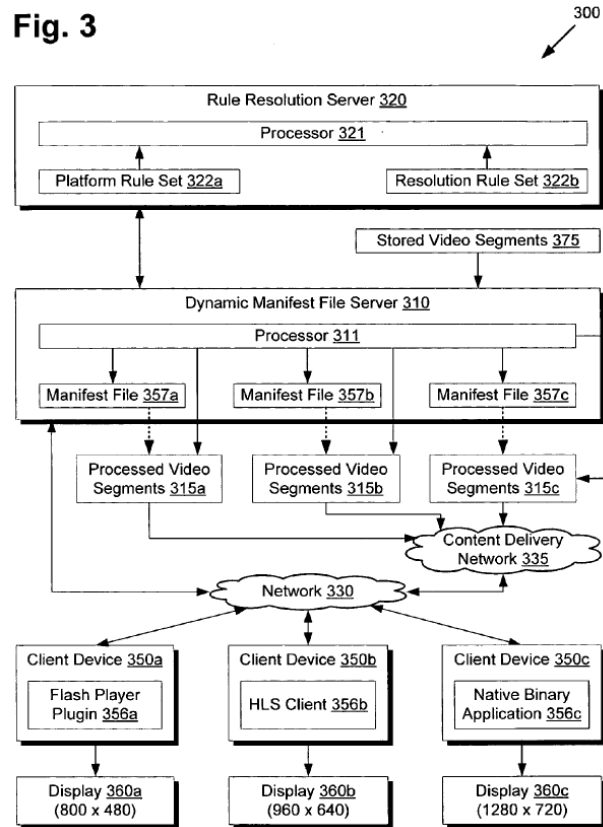 Fig. 3
300
Rule Resolution Server 320
Processor 321
Platform Rule Set 322a
Resolution Rule Set 322b
Stored Video Segments 375
Dynamic Manifest File Server 310
Processor 311
Manifest File 357a
Manifest File 357b
Manifest File 357c
Processed Video
Segments 315a
Processed Video
Segments 315b
Processed Video
Segments 315c
Content Delivery
Network 335
Network 330
Client Device 350a
Flash Player
Plugin 356a
Client Device 350b
HLS Client 356b
Client Device 350c
Native Binary
Application 356c
Display 360a
(800 x 480)
Display 360b
(960 x 640)
Display 360c
(1280 x 720)